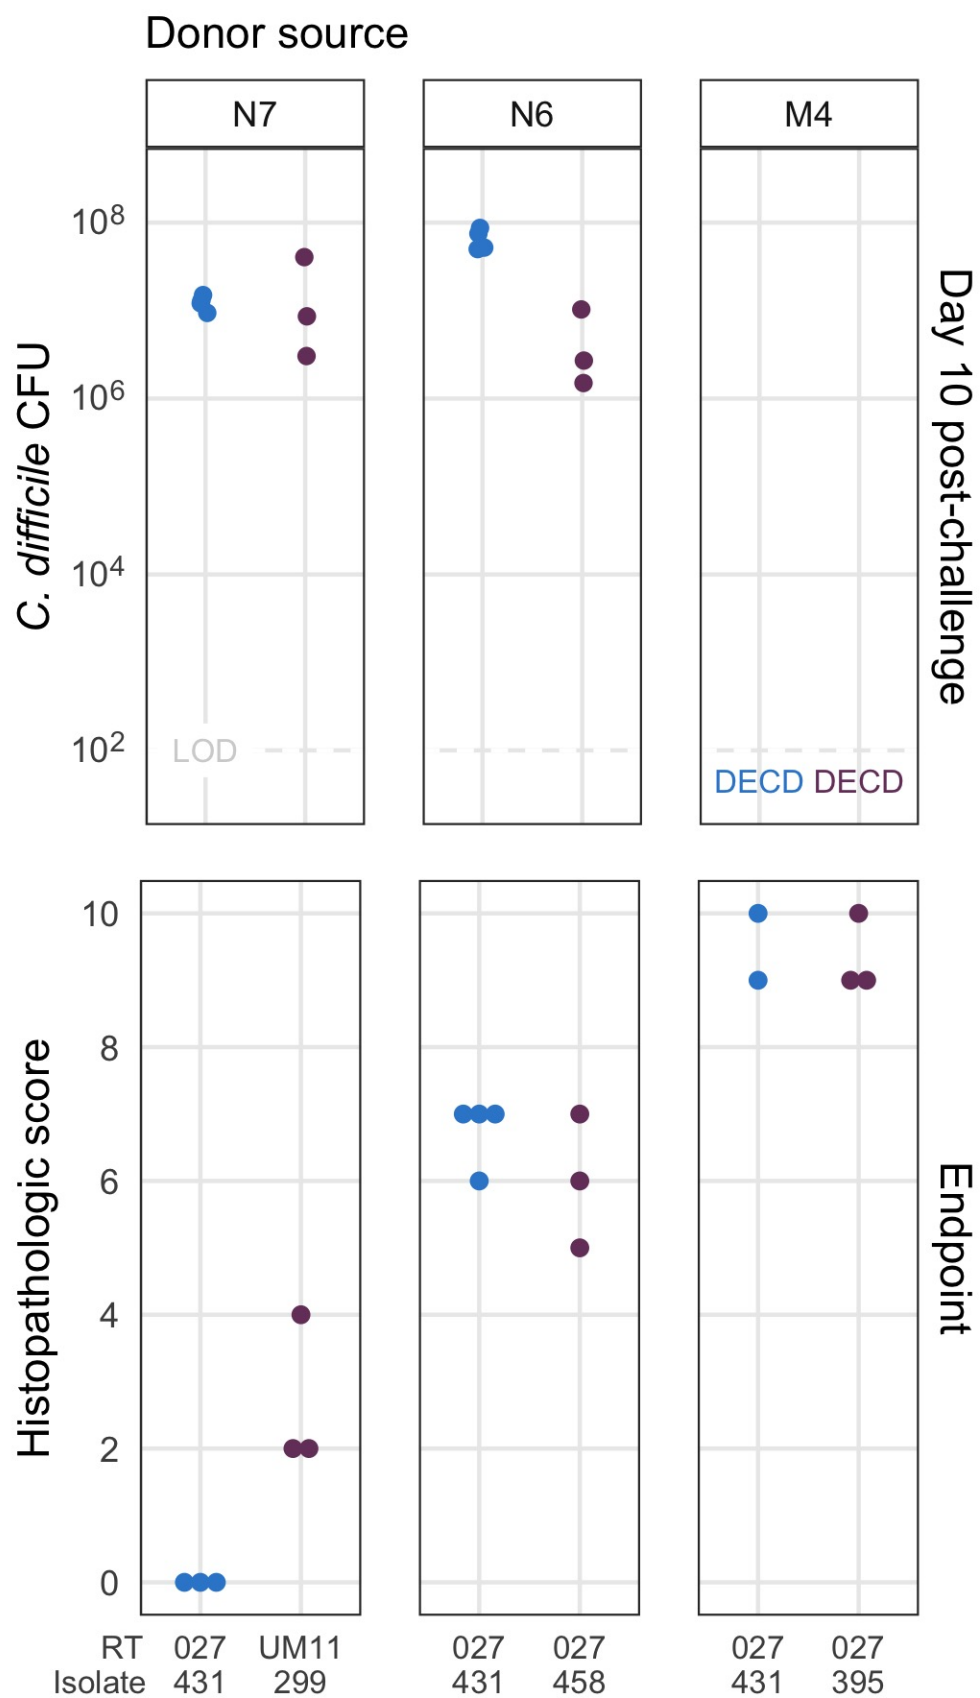 Donor source
N7 N6 M4
C. difficile CFU
10⁸
10⁶
10⁴
10²
LOD
DECD DECD
Day 10 post-challenge
Histopathologic score
10
8
6
4
2
0
Endpoint
RT 027 UM11 027 027 027 027
Isolate 431 299 431 458 431 395